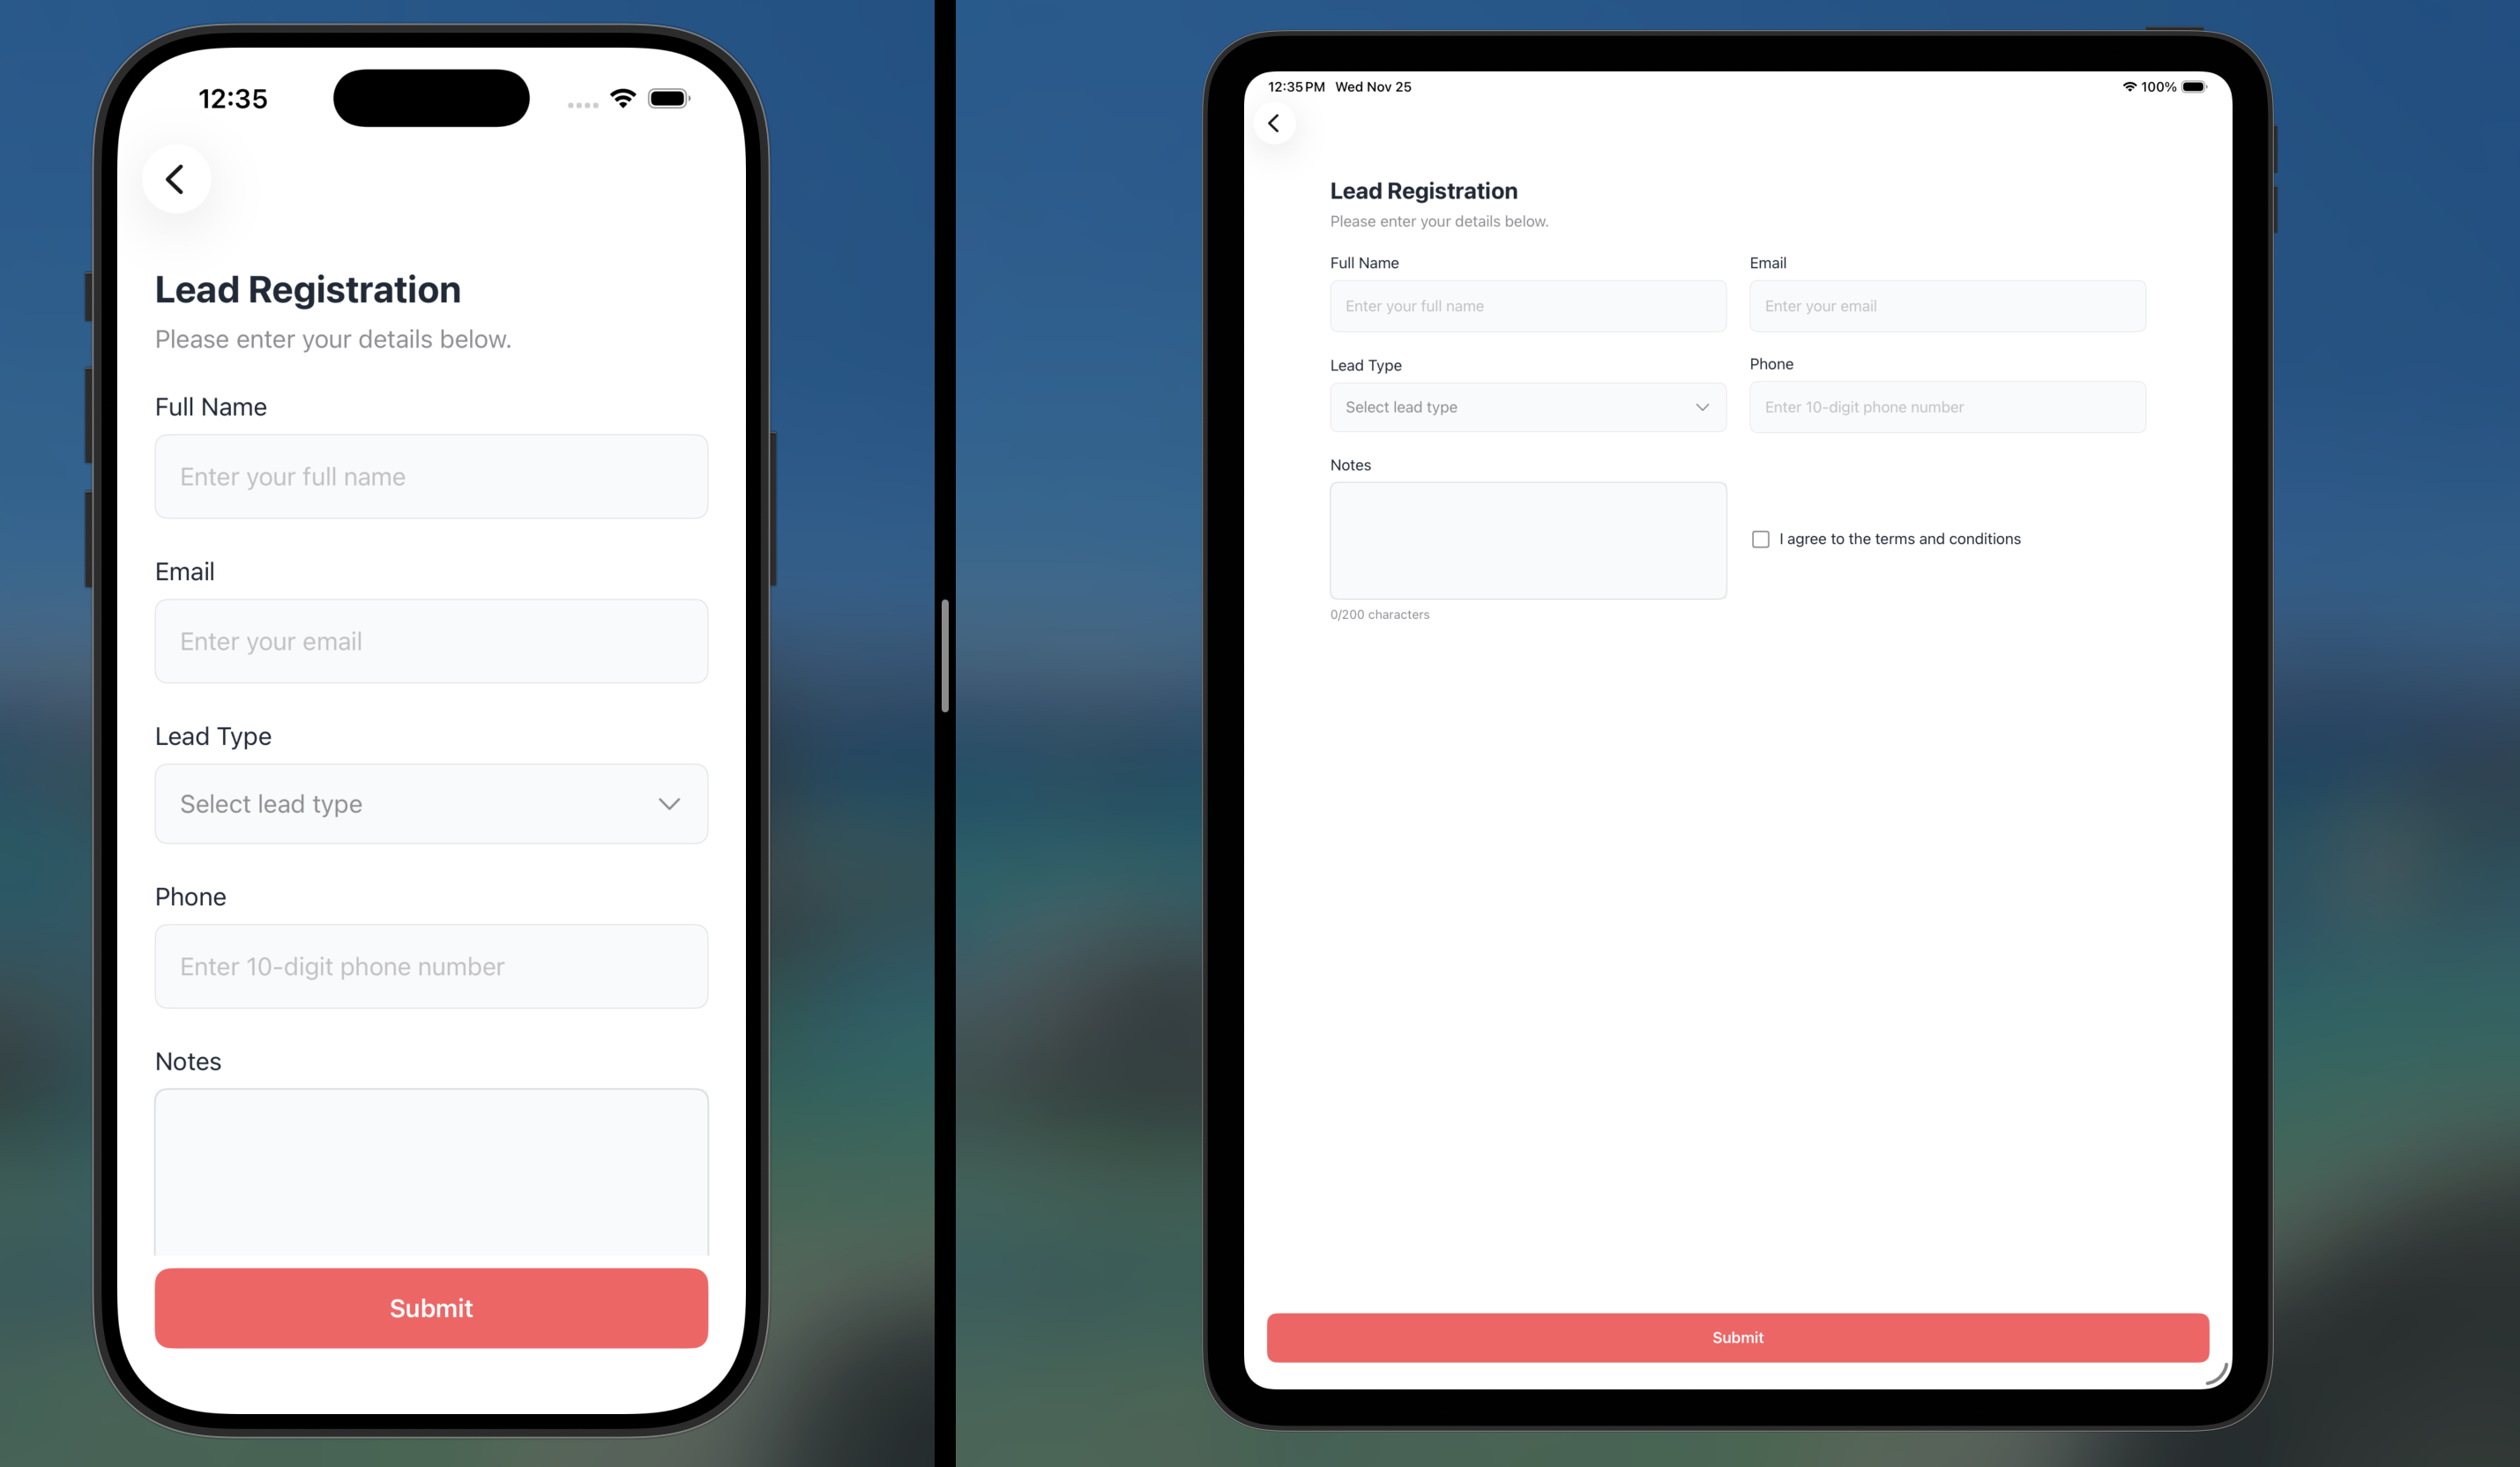 12:35
Lead Registration
Please enter your details below.
Full Name
Enter your full name
Email
Enter your email
Lead Type
Select lead type
Phone
Enter 10-digit phone number
Notes
Submit
12:35 PM Wed Nov 25
100%
Lead Registration
Please enter your details below.
Full Name
Email
Enter your full name
Enter your email
Lead Type
Phone
Select lead type
Enter 10-digit phone number
Notes
I agree to the terms and conditions
0/200 characters
Submit